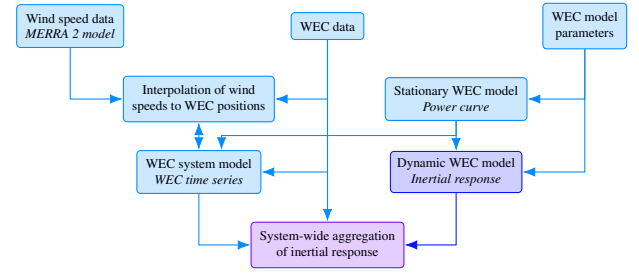 Wind speed data
MERRA 2 model
WEC data
WEC model
parameters
Interpolation of wind
speeds to WEC positions
Stationary WEC model
Power curve
WEC system model
WEC time series
Dynamic WEC model
Inertial response
System-wide aggregation
of inertial response